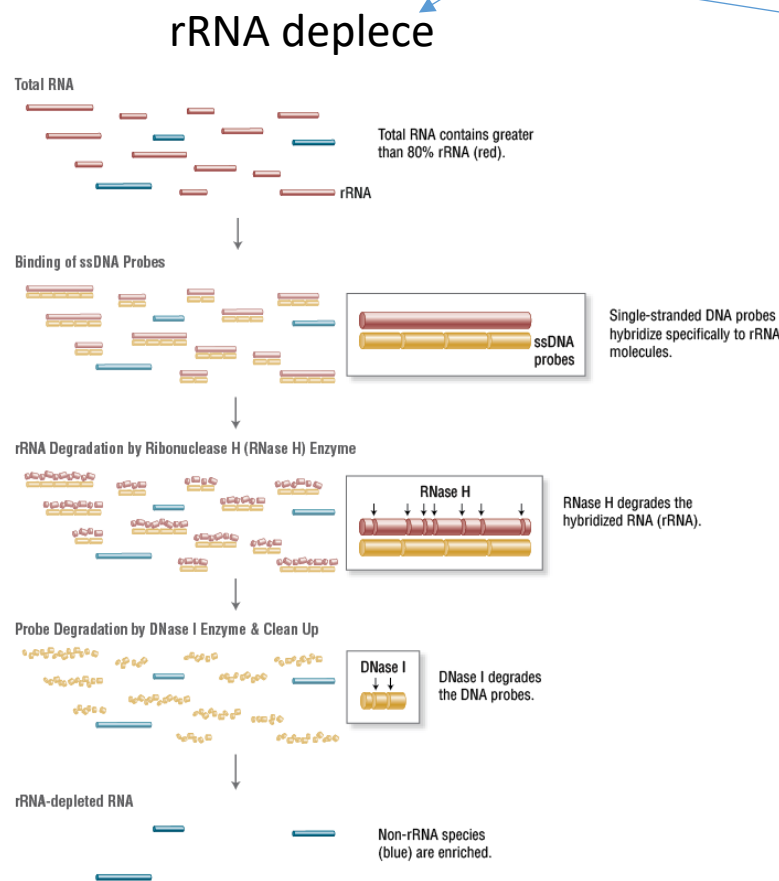 rRNA deplece
Total RNA
Total RNA contains greater
than 80% rRNA (red).
rRNA
Binding of ssDNA Probes
ssDNA
probes
Single-stranded DNA probes
hybridize specifically to rRNA
molecules.
rRNA Degradation by Ribonuclease H (RNase H) Enzyme
RNase H
RNase H degrades the
hybridized RNA (rRNA).
Probe Degradation by DNase I Enzyme & Clean Up
DNase I
DNase I degrades
the DNA probes.
rRNA-depleted RNA
Non-rRNA species
(blue) are enriched.